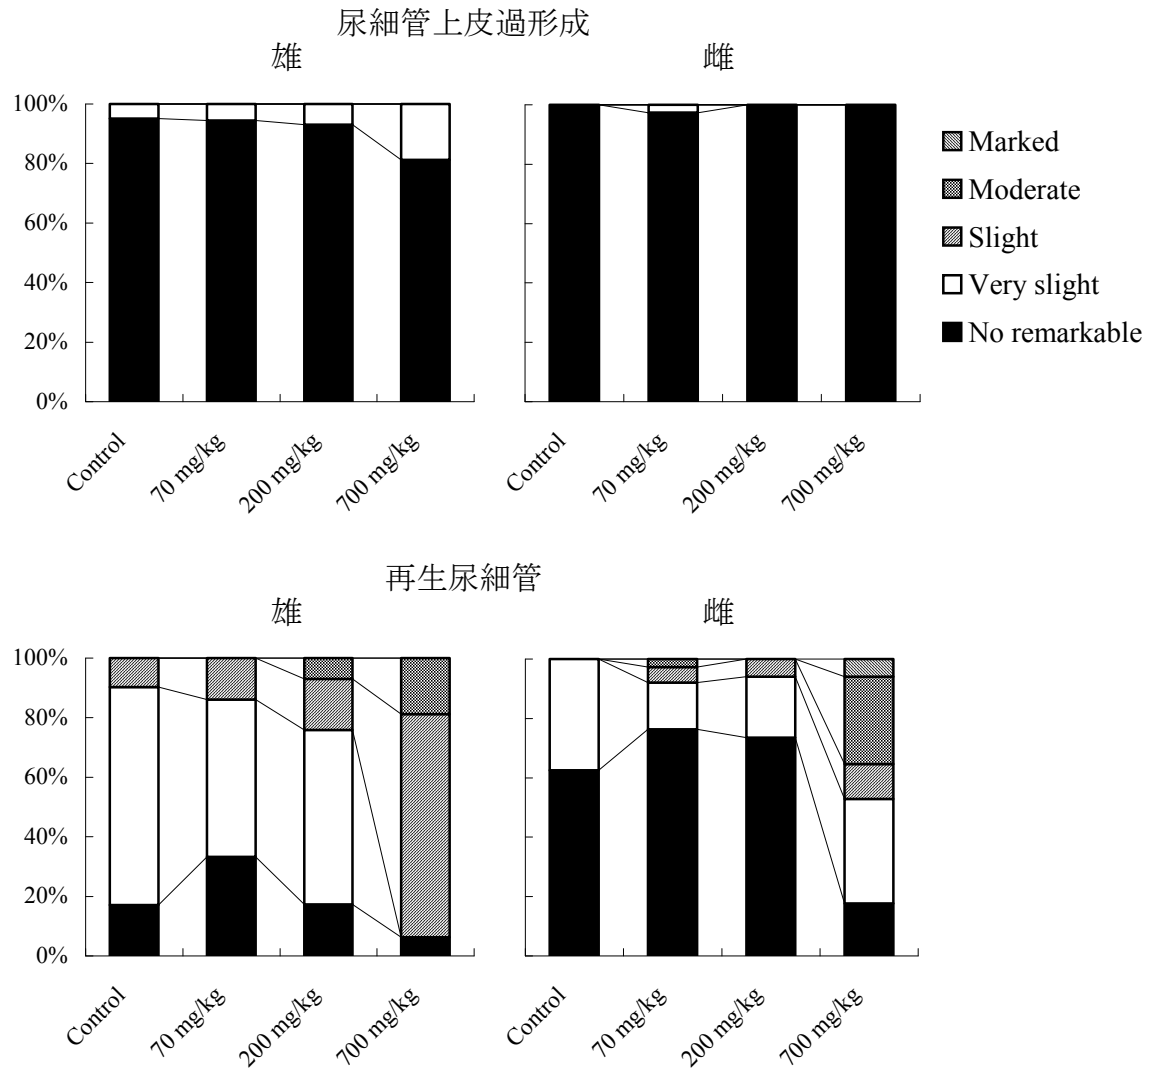 尿細管上皮過形成
雄
雌
100%
80%
60%
40%
20%
0%
Control
70 mg/kg
200 mg/kg
700 mg/kg
Control
70 mg/kg
200 mg/kg
700 mg/kg
Marked
Moderate
Slight
Very slight
No remarkable
再生尿細管
雄
雌
100%
80%
60%
40%
20%
0%
Control
70 mg/kg
200 mg/kg
700 mg/kg
Control
70 mg/kg
200 mg/kg
700 mg/kg